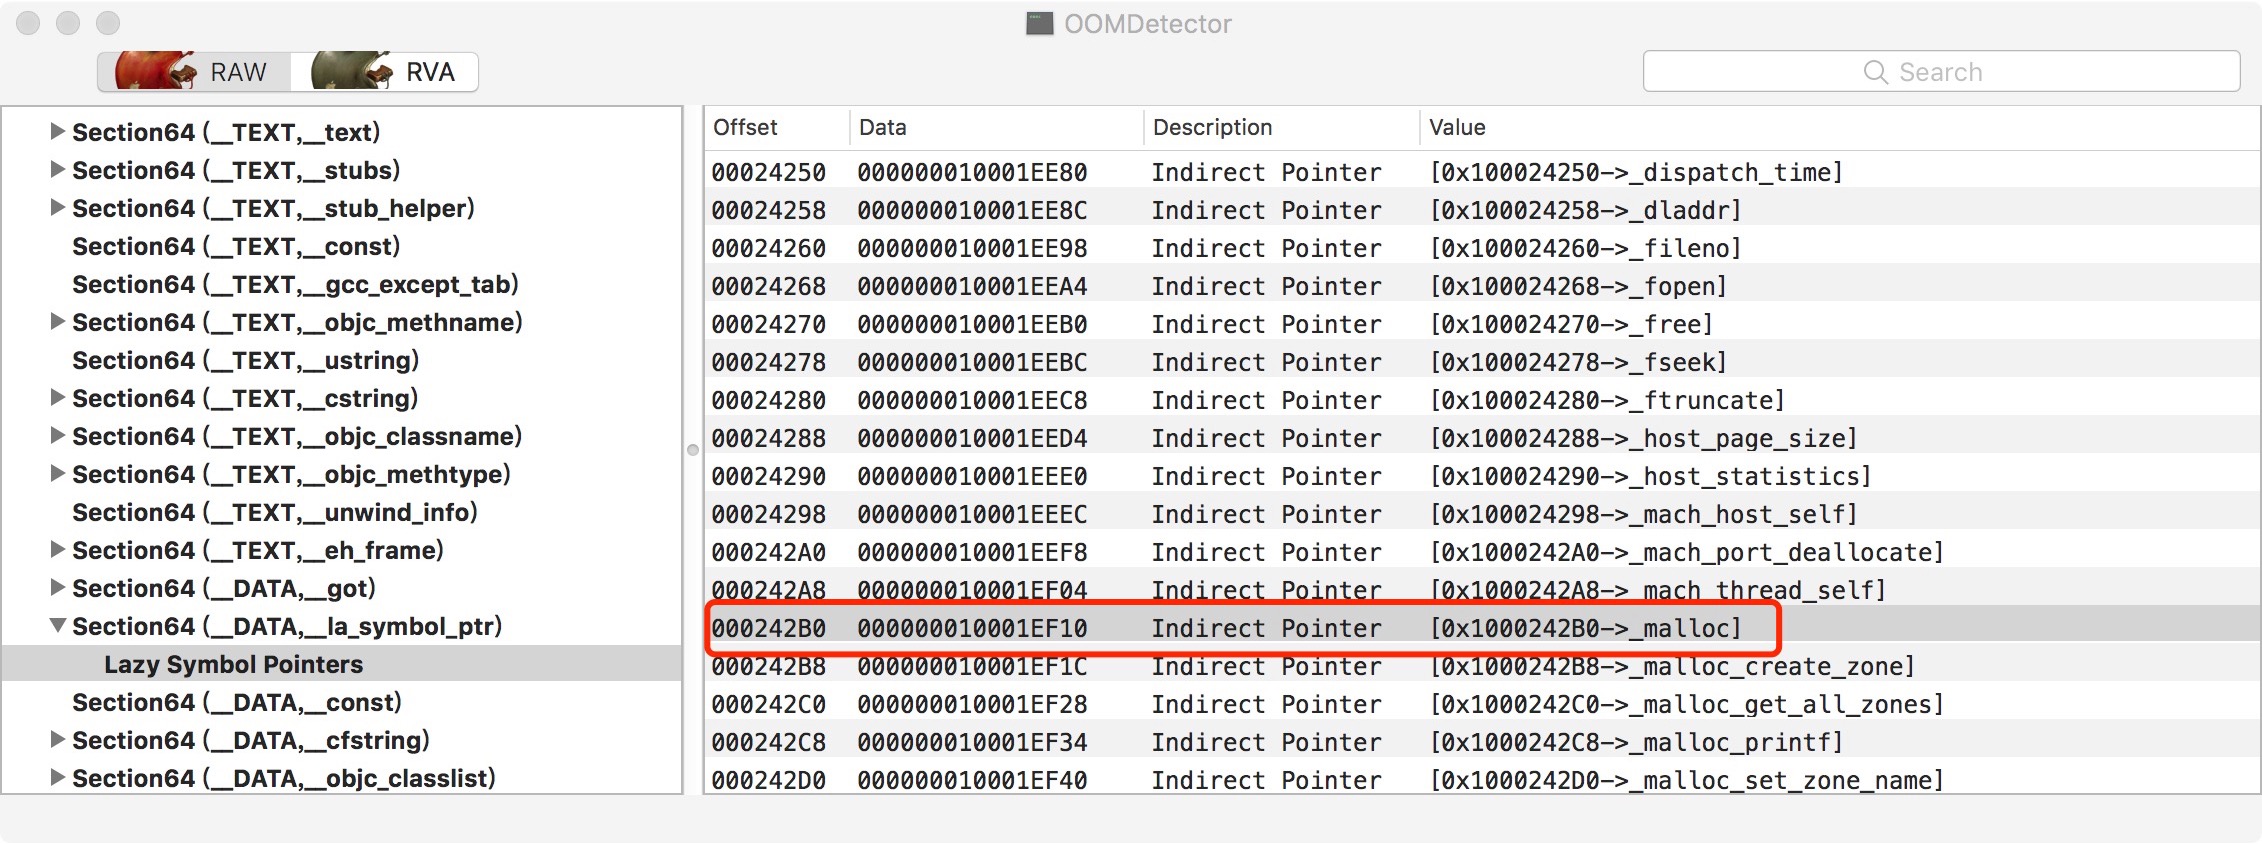 OOMDetector
RAW RVA
Search
Section64 (__TEXT,__text)
Section64 (__TEXT,__stubs)
Section64 (__TEXT,__stub_helper)
Section64 (__TEXT,__const)
Section64 (__TEXT,__gcc_except_tab)
Section64 (__TEXT,__objc_methname)
Section64 (__TEXT,__ustring)
Section64 (__TEXT,__cstring)
Section64 (__TEXT,__objc_classname)
Section64 (__TEXT,__objc_methtype)
Section64 (__TEXT,__unwind_info)
Section64 (__TEXT,__eh_frame)
Section64 (__DATA,__got)
Section64 (__DATA,__la_symbol_ptr)
Lazy Symbol Pointers
Section64 (__DATA,__const)
Section64 (__DATA,__cfstring)
Section64 (__DATA,__objc_classlist)
Offset Data Description Value
00024250 000000010001EE80 Indirect Pointer [0x100024250->_dispatch_time]
00024258 000000010001EE8C Indirect Pointer [0x100024258->_dladdr]
00024260 000000010001EE98 Indirect Pointer [0x100024260->_fileno]
00024268 000000010001EEA4 Indirect Pointer [0x100024268->_fopen]
00024270 000000010001EEB0 Indirect Pointer [0x100024270->_free]
00024278 000000010001EEBC Indirect Pointer [0x100024278->_fseek]
00024280 000000010001EEC8 Indirect Pointer [0x100024280->_ftruncate]
00024288 000000010001EED4 Indirect Pointer [0x100024288->_host_page_size]
00024290 000000010001EEE0 Indirect Pointer [0x100024290->_host_statistics]
00024298 000000010001EEEC Indirect Pointer [0x100024298->_mach_host_self]
000242A0 000000010001EEF8 Indirect Pointer [0x1000242A0->_mach_port_deallocate]
000242A8 000000010001EF04 Indirect Pointer [0x1000242A8->_mach_thread_self]
000242B0 000000010001EF10 Indirect Pointer [0x1000242B0->_malloc]
000242B8 000000010001EF1C Indirect Pointer [0x1000242B8->_malloc_create_zone]
000242C0 000000010001EF28 Indirect Pointer [0x1000242C0->_malloc_get_all_zones]
000242C8 000000010001EF34 Indirect Pointer [0x1000242C8->_malloc_printf]
000242D0 000000010001EF40 Indirect Pointer [0x1000242D0->_malloc_set_zone_name]